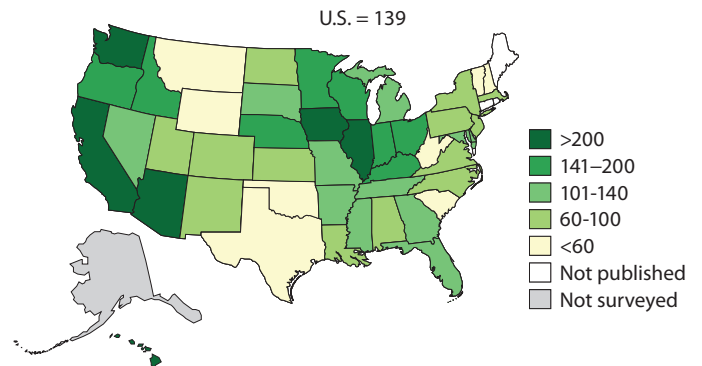 U.S. = 139
>200
141–200
101-140
60-100
<60
Not published
Not surveyed